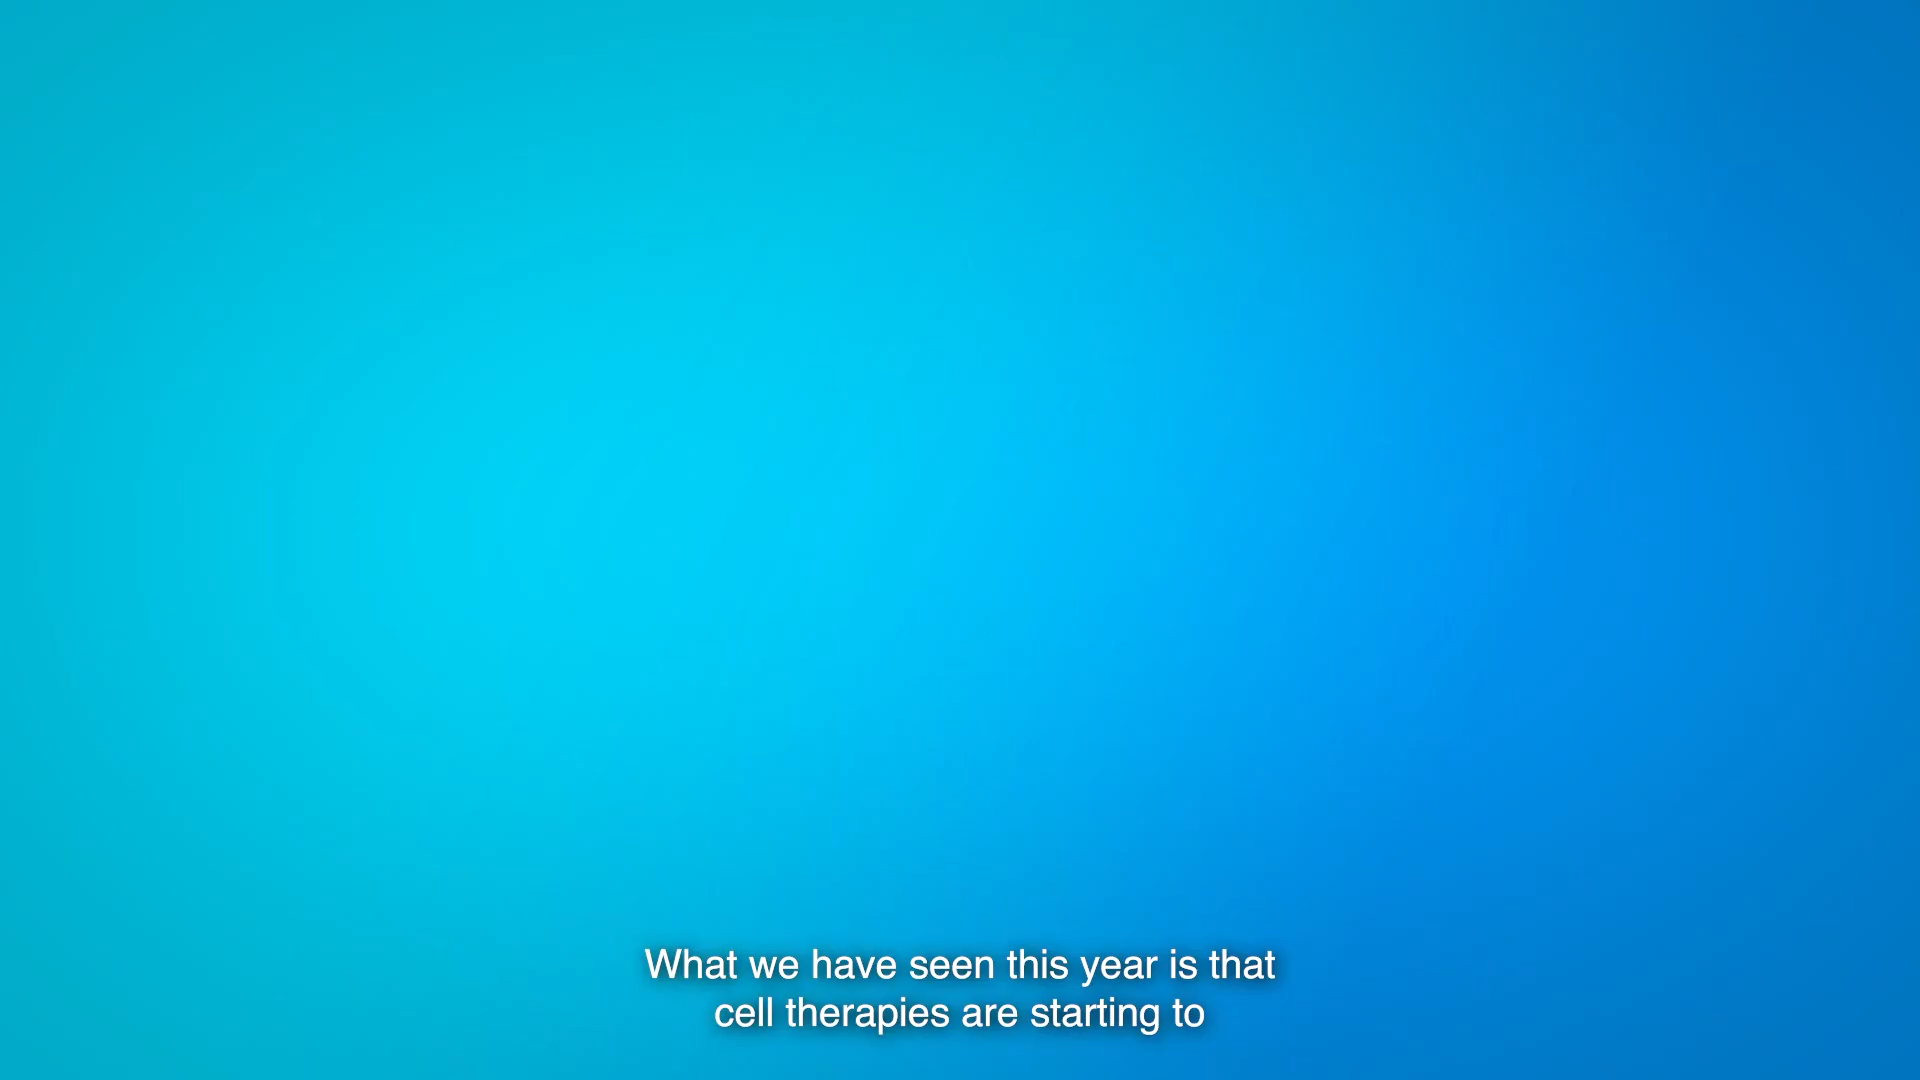 What we have seen this year is that
cell therapies are starting to